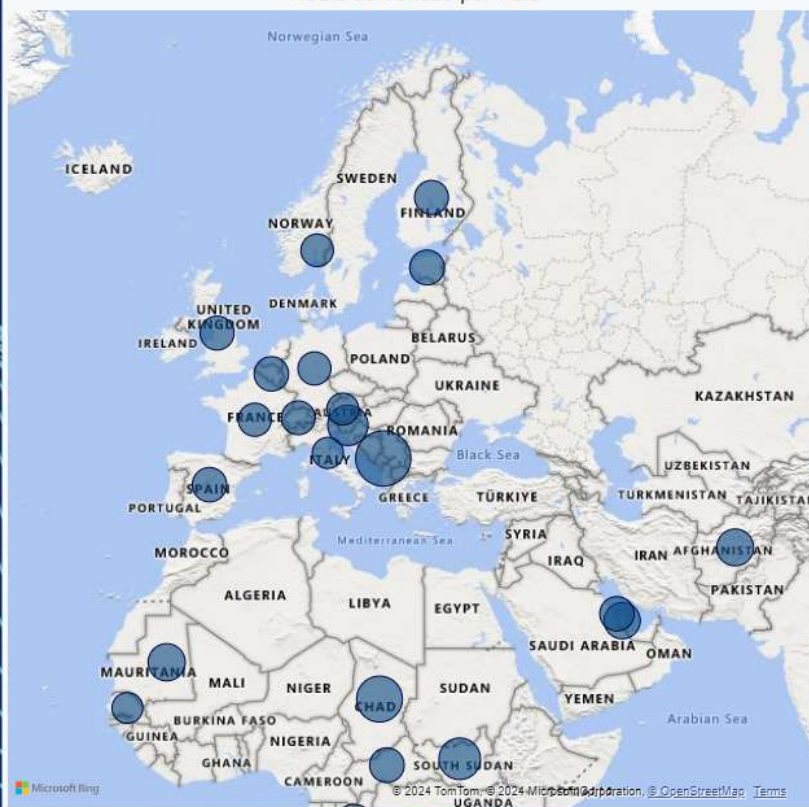 Norwegian Sea
ICELAND
SWEDEN
FINLAND
NORWAY
UNITED
KINGDOM
DENMARK
IRELAND
BELARUS
POLAND
UKRAINE
KAZAKHSTAN
FRANCE
AUSTRIA
ROMANIA
ITALY
Black Sea
UZBEKISTAN
SPAIN
GREECE
TÜRKIYE
TURKMENISTAN
PORTUGAL
Mediterranean Sea
SYRIA
MOROCCO
IRAQ
IRAN
AFGHANISTAN
PAKISTAN
ALGERIA
LIBYA
EGYPT
SAUDI ARABIA
OMAN
MAURITANIA
MALI
NIGER
CHAD
SUDAN
YEMEN
BURKINA FASO
Arabian Sea
GUINEA
NIGERIA
GHANA
SOUTH SUDAN
CAMEROON
Microsoft Bing
© 2024 TomTom, © 2024 Microsoft Corporation, © OpenStreetMap Terms
UGANDA